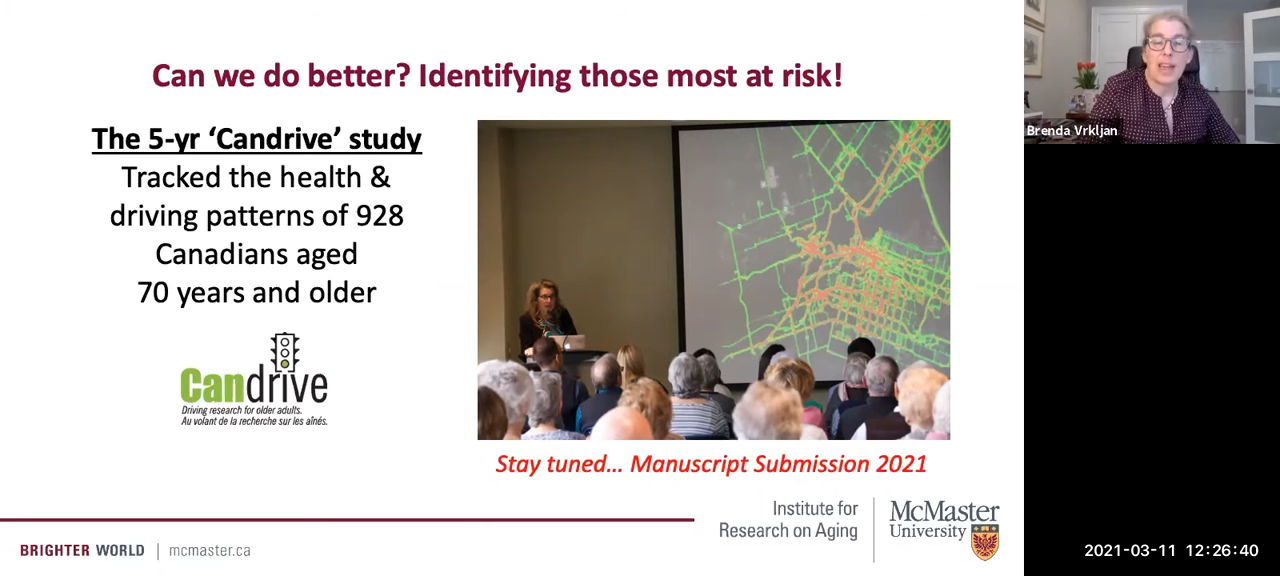 Can we do better? Identifying those most at risk!
The 5-yr ‘Candrive’ study
Tracked the health &
driving patterns of 928
Canadians aged
70 years and older
Candrive
Driving research for older adults.
Au volant de la recherche sur les aînés.
Stay tuned... Manuscript Submission 2021
Institute for
Research on Aging
McMaster
University
BRIGHTER WORLD | mcmaster.ca
Brenda Vrkljan
2021-03-11 12:26:40